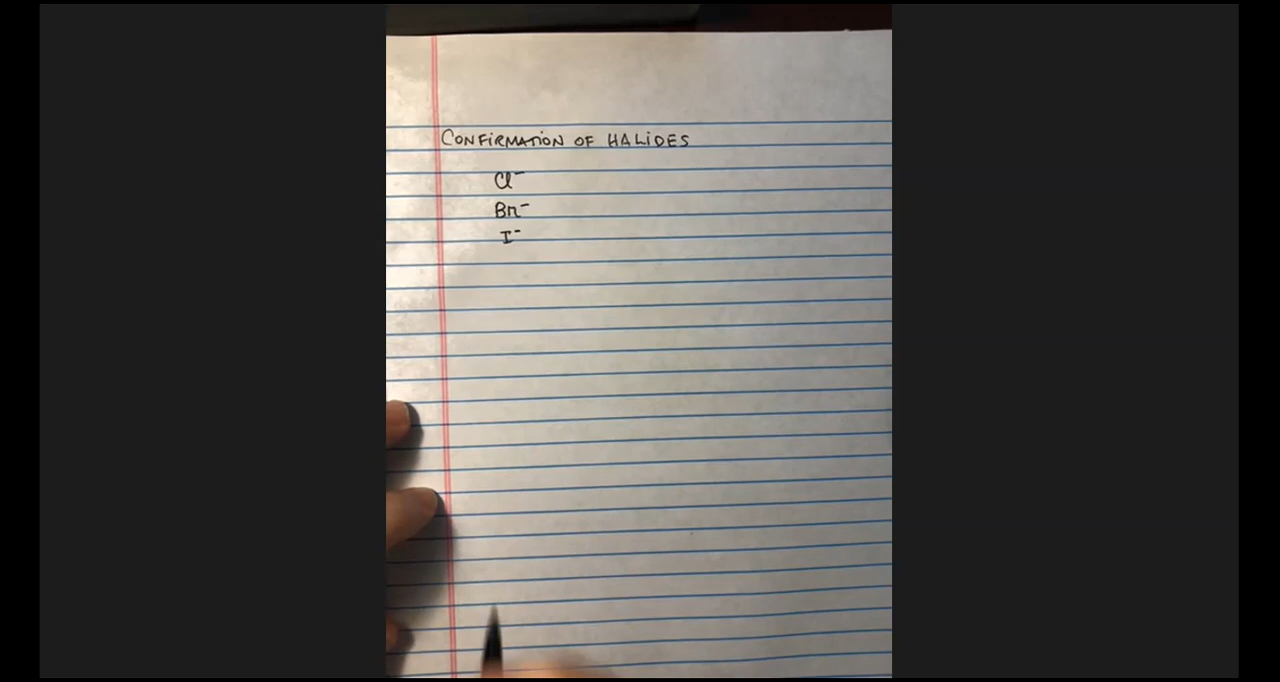 CONFIRMATION OF HALIDES
Cl⁻
Br⁻
I⁻